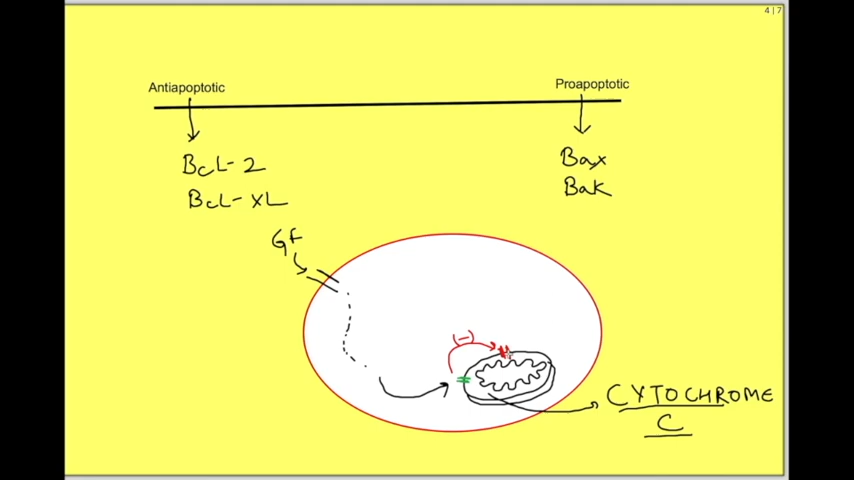 4 | 7
Antiapoptotic
Proapoptotic
BcL-2
Bax
BcL-XL
Bak
GF
(-)
CYTOCHROME
C